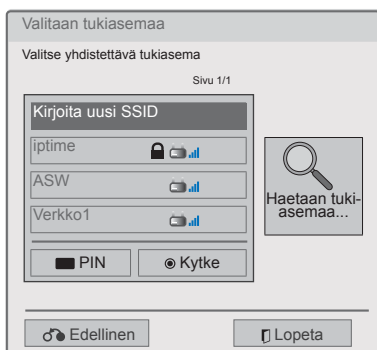 Valitaan tukiasemaa
Valitse yhdistettävä tukiasema
Sivu 1/1
Kirjoita uusi SSID
iptime
ASW
Verkko1
PIN
Kytke
Haetaan tuki-
asemaa...
Edellinen
Lopeta